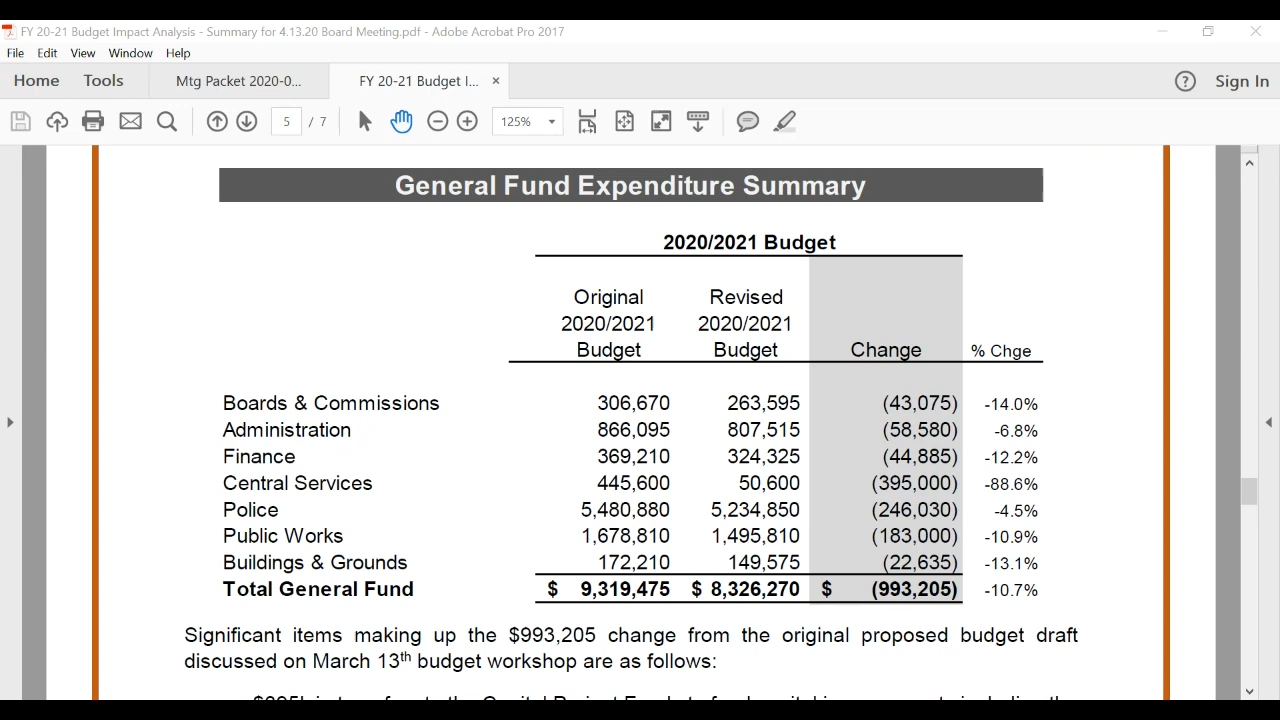 FY 20-21 Budget Impact Analysis - Summary for 4.13.20 Board Meeting.pdf - Adobe Acrobat Pro 2017
File Edit View Window Help
Home Tools Mtg Packet 2020-0... FY 20-21 Budget I... × ? Sign In
5 / 7 125%
General Fund Expenditure Summary
2020/2021 Budget
Original Revised
2020/2021 2020/2021
Budget Budget Change % Chge
Boards & Commissions 306,670 263,595 (43,075) -14.0%
Administration 866,095 807,515 (58,580) -6.8%
Finance 369,210 324,325 (44,885) -12.2%
Central Services 445,600 50,600 (395,000) -88.6%
Police 5,480,880 5,234,850 (246,030) -4.5%
Public Works 1,678,810 1,495,810 (183,000) -10.9%
Buildings & Grounds 172,210 149,575 (22,635) -13.1%
Total General Fund $ 9,319,475 $ 8,326,270 $ (993,205) -10.7%
Significant items making up the $993,205 change from the original proposed budget draft
discussed on March 13th budget workshop are as follows: